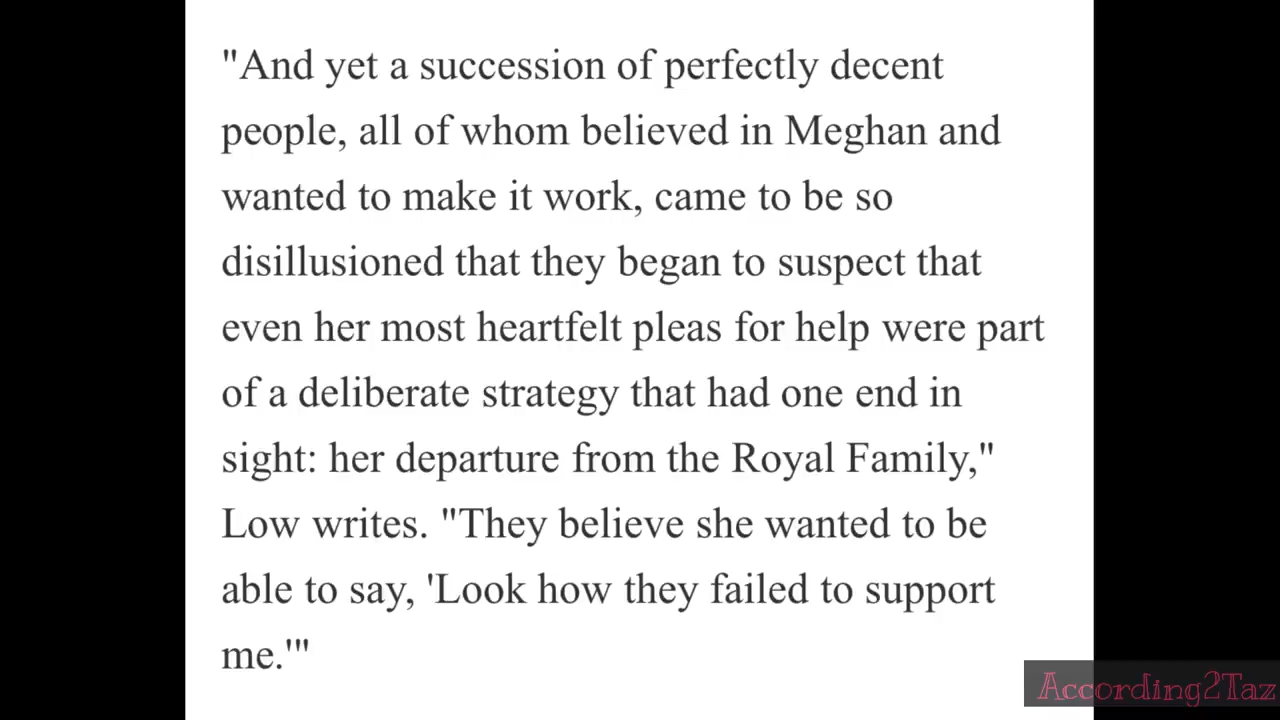 "And yet a succession of perfectly decent
people, all of whom believed in Meghan and
wanted to make it work, came to be so
disillusioned that they began to suspect that
even her most heartfelt pleas for help were part
of a deliberate strategy that had one end in
sight: her departure from the Royal Family,"
Low writes. "They believe she wanted to be
able to say, 'Look how they failed to support
me.'"
According2Taz